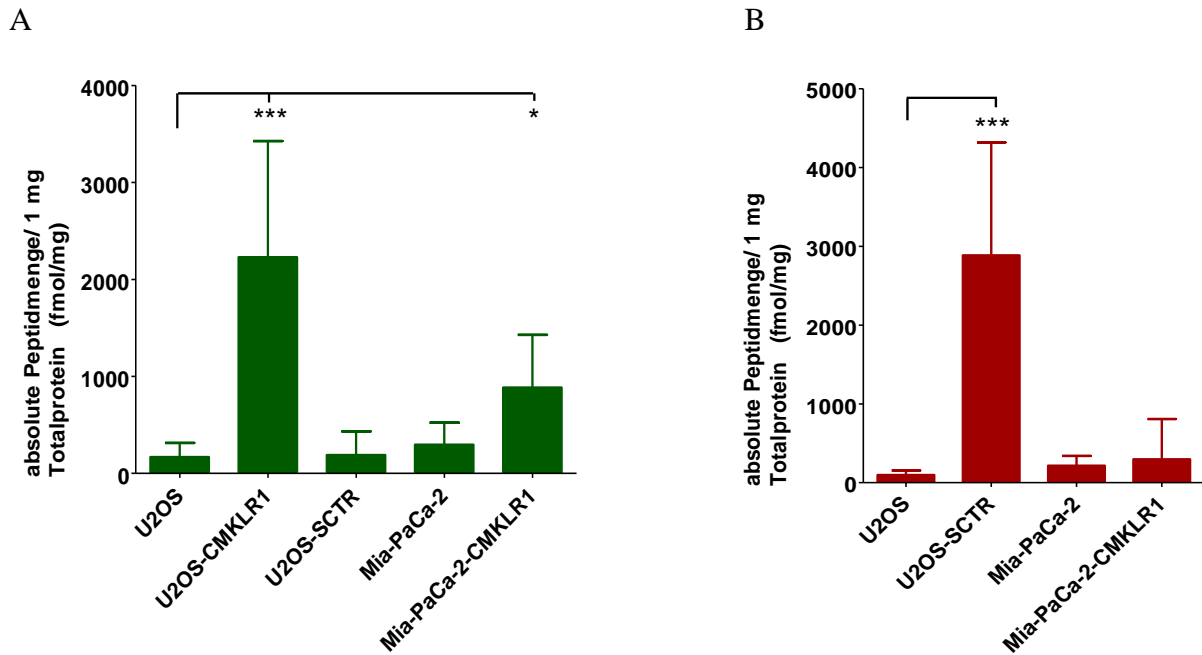 A
absolute Peptidmenge/ 1 mg
Totalprotein (fmol/mg)
4000
3000
2000
1000
0
***
*
U2OS
U2OS-CMKLR1
U2OS-SCTR
Mia-PaCa-2
Mia-PaCa-2-CMKLR1
B
absolute Peptidmenge/ 1 mg
Totalprotein (fmol/mg)
5000
4000
3000
2000
1000
0
***
U2OS
U2OS-SCTR
Mia-PaCa-2
Mia-PaCa-2-CMKLR1